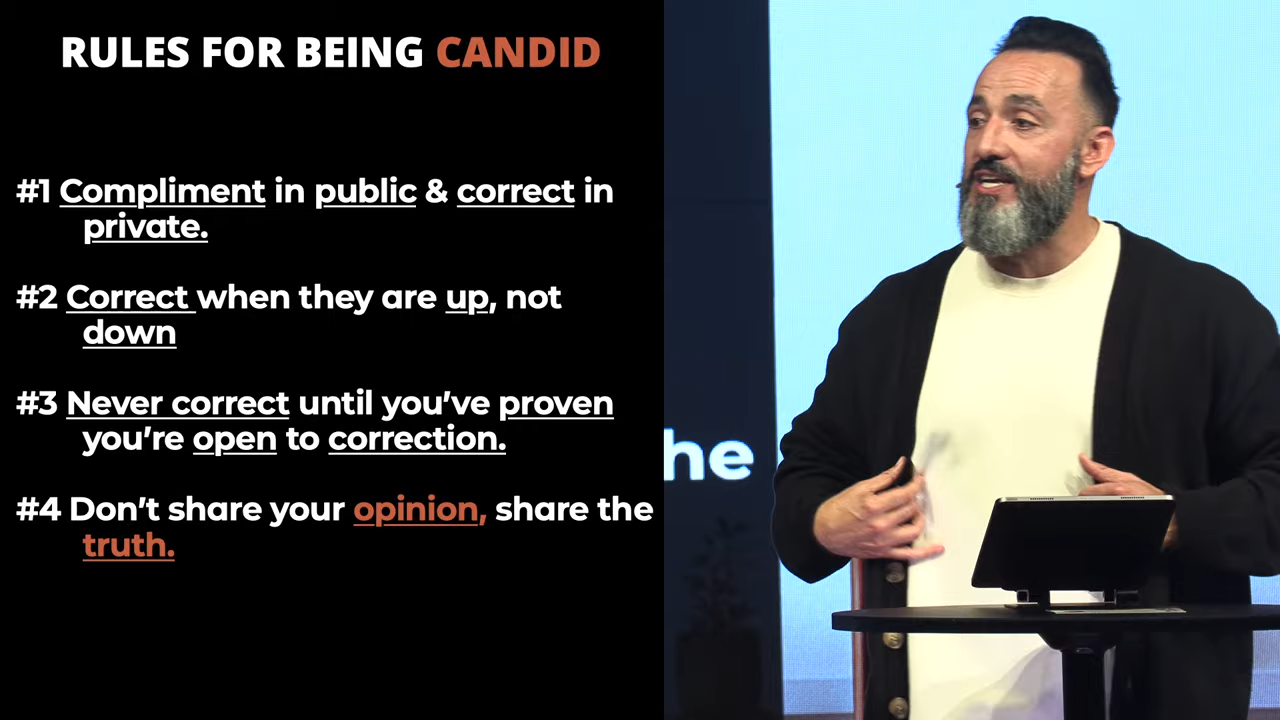 RULES FOR BEING CANDID
#1 Compliment in public & correct in
private.
#2 Correct when they are up, not
down
#3 Never correct until you've proven
you're open to correction.
#4 Don't share your opinion, share the
truth.
he